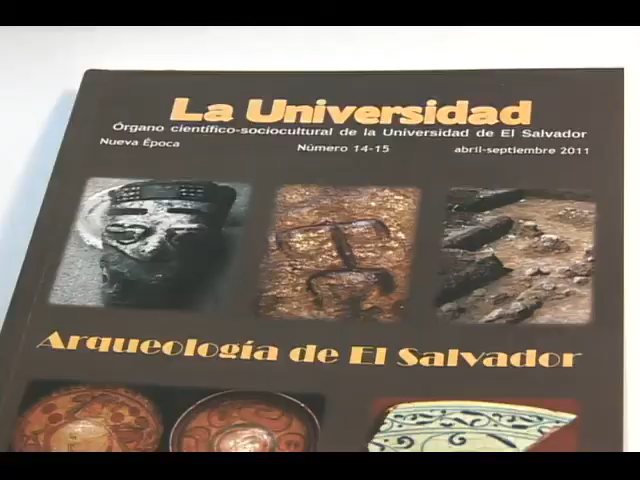 La Universidad
Órgano científico-sociocultural de la Universidad de El Salvador
Nueva Época Número 14-15 abril-septiembre 2011
Arqueología de El Salvador